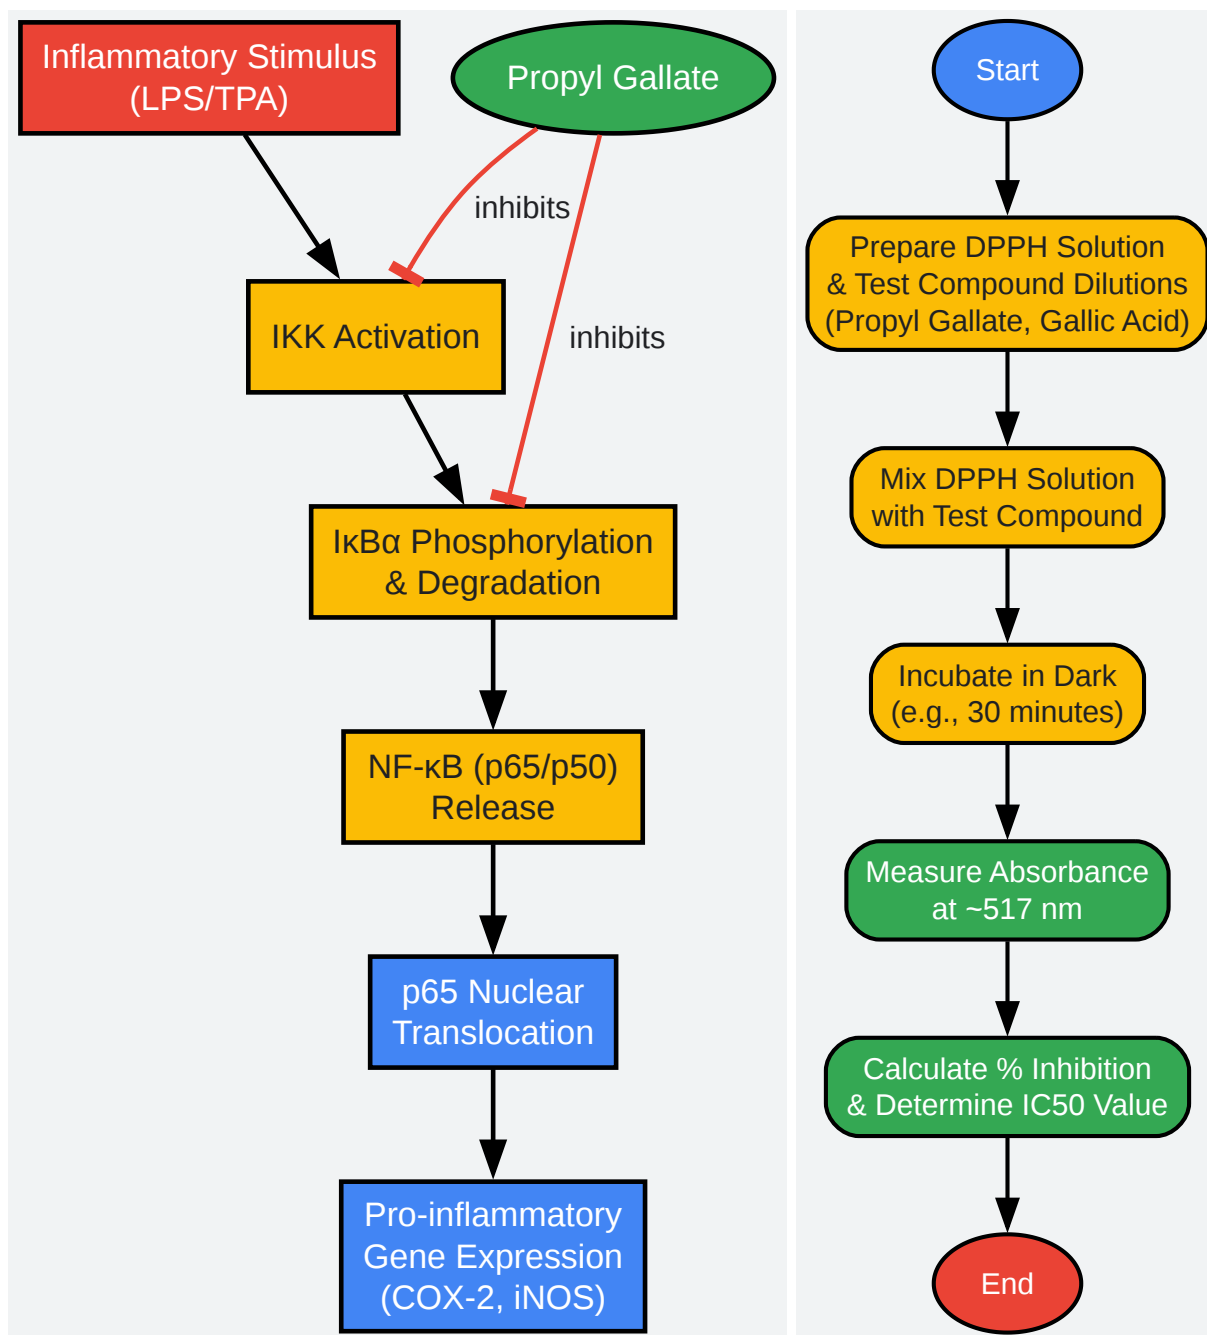 Inflammatory Stimulus
(LPS/TPA)
Propyl Gallate
inhibits
IKK Activation
inhibits
IκBα Phosphorylation
& Degradation
NF-κB (p65/p50)
Release
p65 Nuclear
Translocation
Pro-inflammatory
Gene Expression
(COX-2, iNOS)
Start
Prepare DPPH Solution
& Test Compound Dilutions
(Propyl Gallate, Gallic Acid)
Mix DPPH Solution
with Test Compound
Incubate in Dark
(e.g., 30 minutes)
Measure Absorbance
at ~517 nm
Calculate % Inhibition
& Determine IC50 Value
End